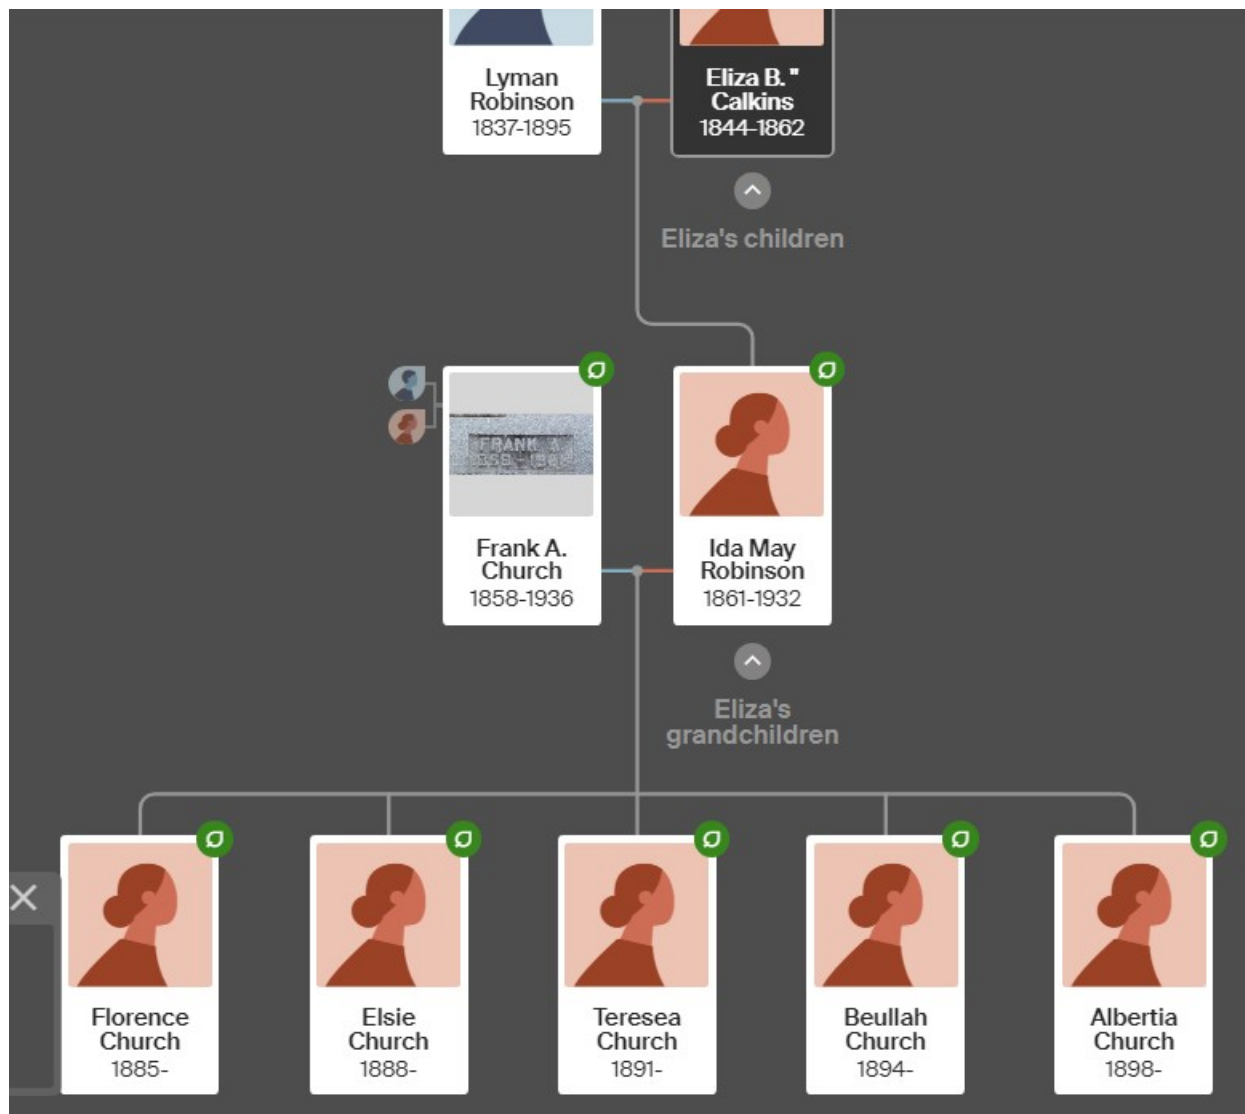 Lyman
Robinson
1837-1895
Eliza B. "
Calkins
1844-1862
Eliza's children
FRANK A.
Frank A.
Church
1858-1936
Ida May
Robinson
1861-1932
Eliza's
grandchildren
Florence
Church
1885-
Elsie
Church
1888-
Teresea
Church
1891-
Beullah
Church
1894-
Albertia
Church
1898-